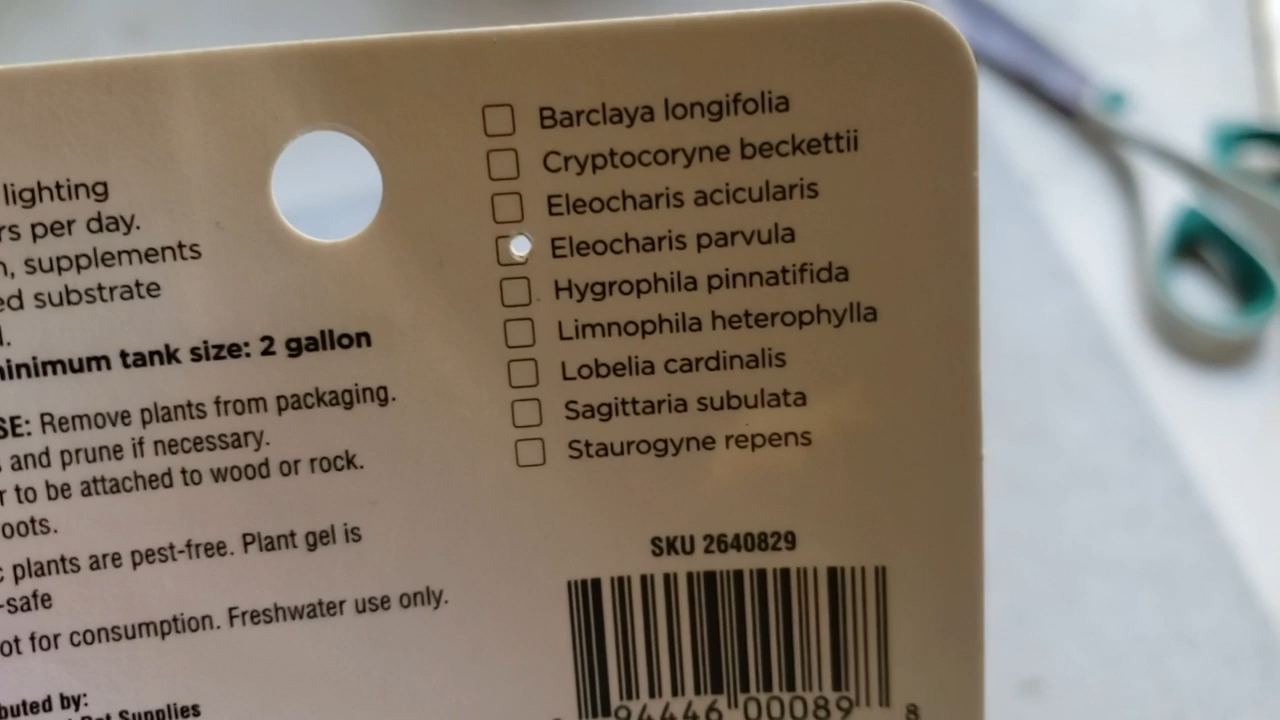 lighting
rs per day.
n, supplements
ed substrate
l.
minimum tank size: 2 gallon
SE: Remove plants from packaging.
and prune if necessary.
r to be attached to wood or rock.
oots.
c plants are pest-free. Plant gel is
-safe
ot for consumption. Freshwater use only.
buted by:
Pet Supplies
Barclaya longifolia
Cryptocoryne beckettii
Eleocharis acicularis
Eleocharis parvula
Hygrophila pinnatifida
Limnophila heterophylla
Lobelia cardinalis
Sagittaria subulata
Staurogyne repens
SKU 2640829
94446 00089 8